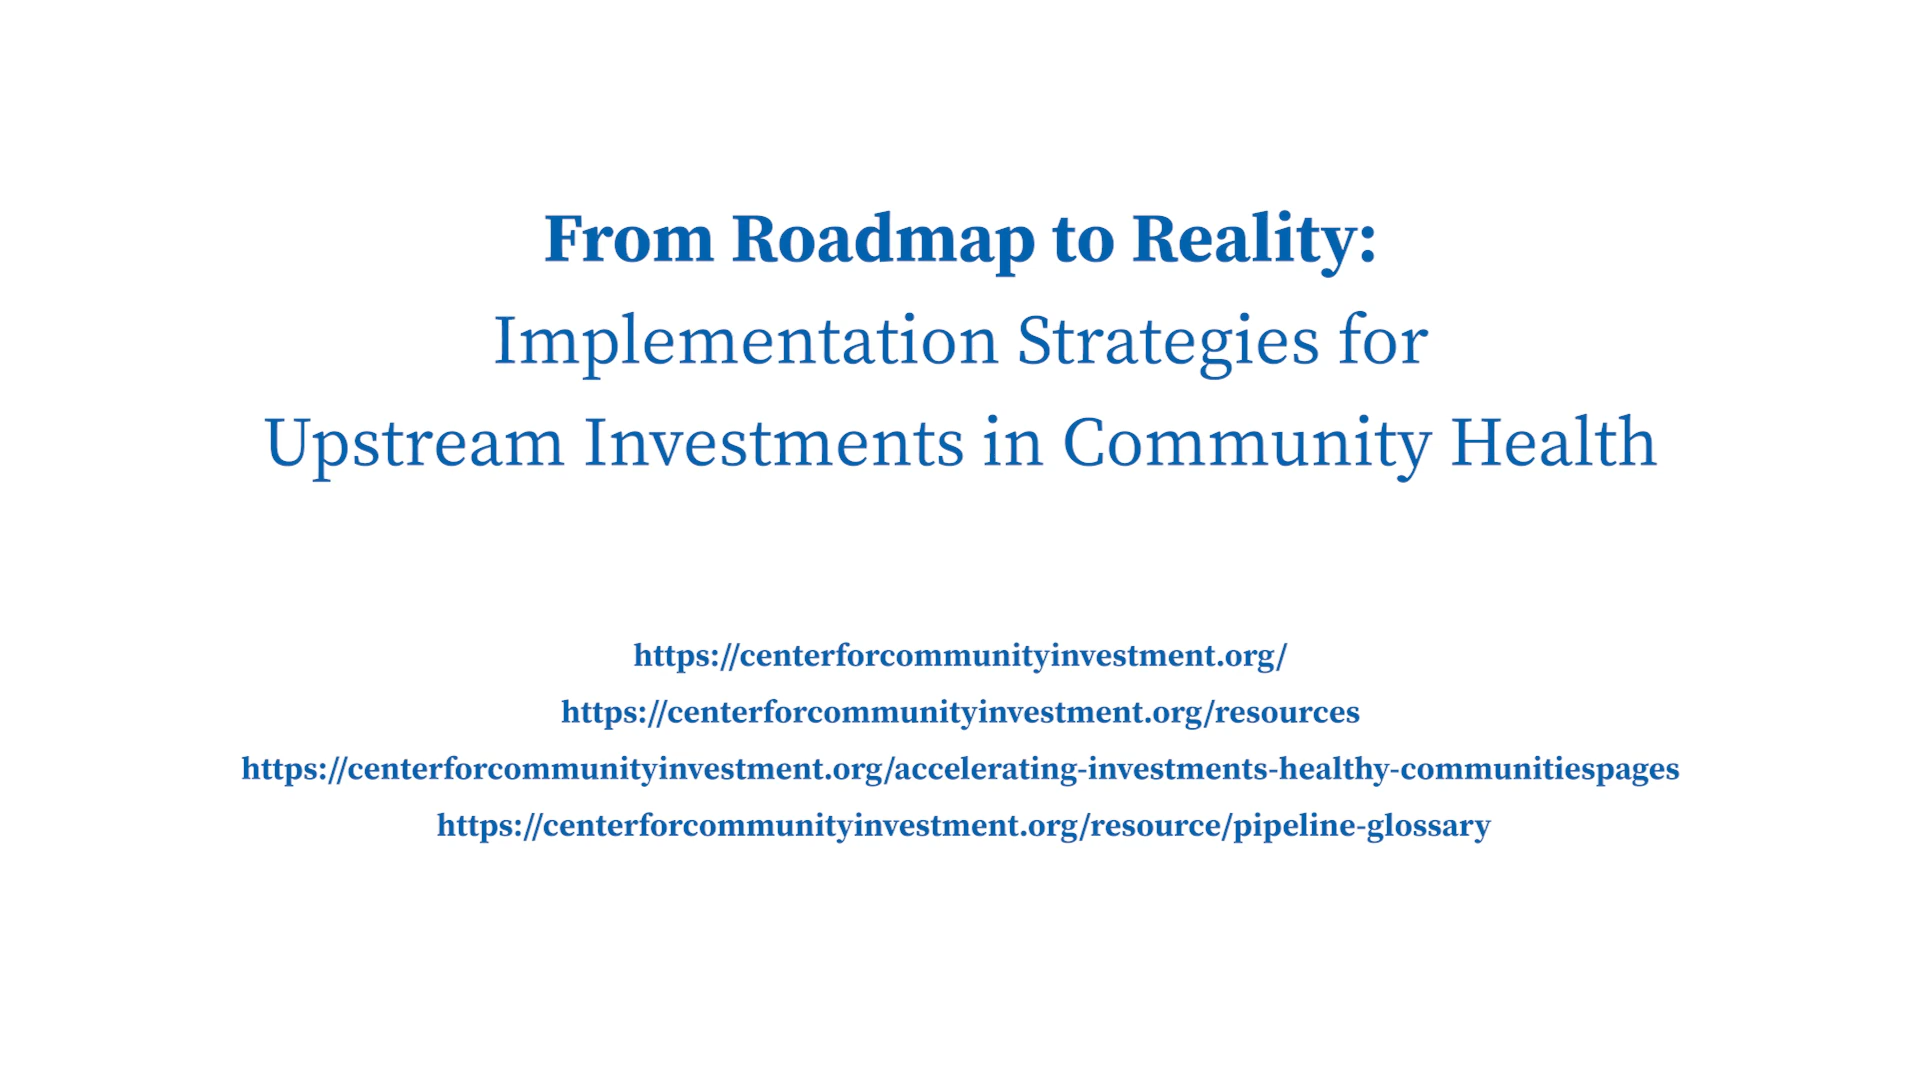 From Roadmap to Reality:
Implementation Strategies for
Upstream Investments in Community Health
https://centerforcommunityinvestment.org/
https://centerforcommunityinvestment.org/resources
https://centerforcommunityinvestment.org/accelerating-investments-healthy-communitiespages
https://centerforcommunityinvestment.org/resource/pipeline-glossary